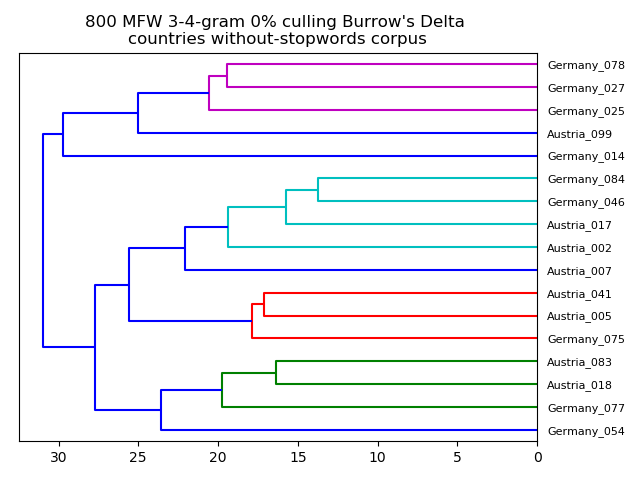 800 MFW 3-4-gram 0% culling Burrow's Delta
countries without-stopwords corpus
Germany_078
Germany_027
Germany_025
Austria_099
Germany_014
Germany_084
Germany_046
Austria_017
Austria_002
Austria_007
Austria_041
Austria_005
Germany_075
Austria_083
Austria_018
Germany_077
Germany_054
30 25 20 15 10 5 0